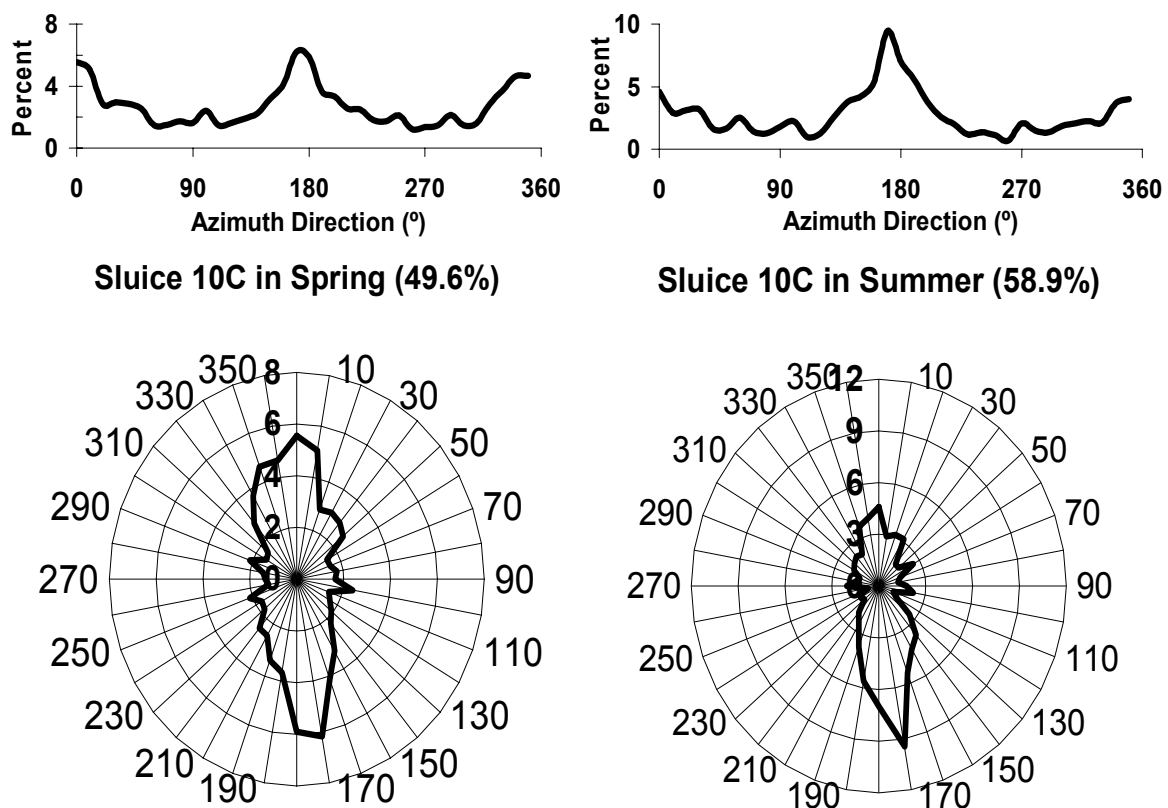 8
4
0
Percent
0 90 180 270 360
Azimuth Direction (º)
10
5
0
Percent
0 90 180 270 360
Azimuth Direction (º)
Sluice 10C in Spring (49.6%)
Sluice 10C in Summer (58.9%)
350 8 10
330 30
6
310 50
4
290 70
2
270 0 90
250 110
230 130
210 150
190 170
350 12 10
330 30
9
310 50
6
290 70
3
270 0 90
250 110
230 130
210 150
190 170